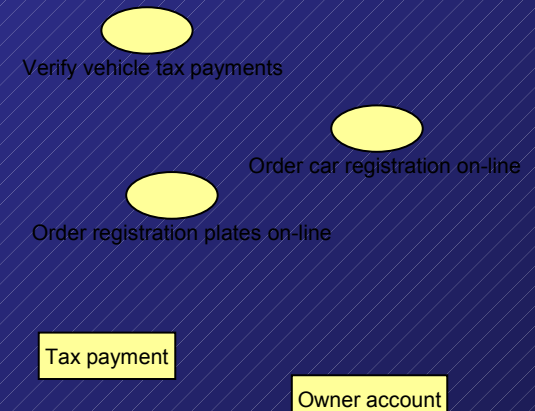 Verify vehicle tax payments
Order car registration on-line
Order registration plates on-line
Tax payment
Owner account